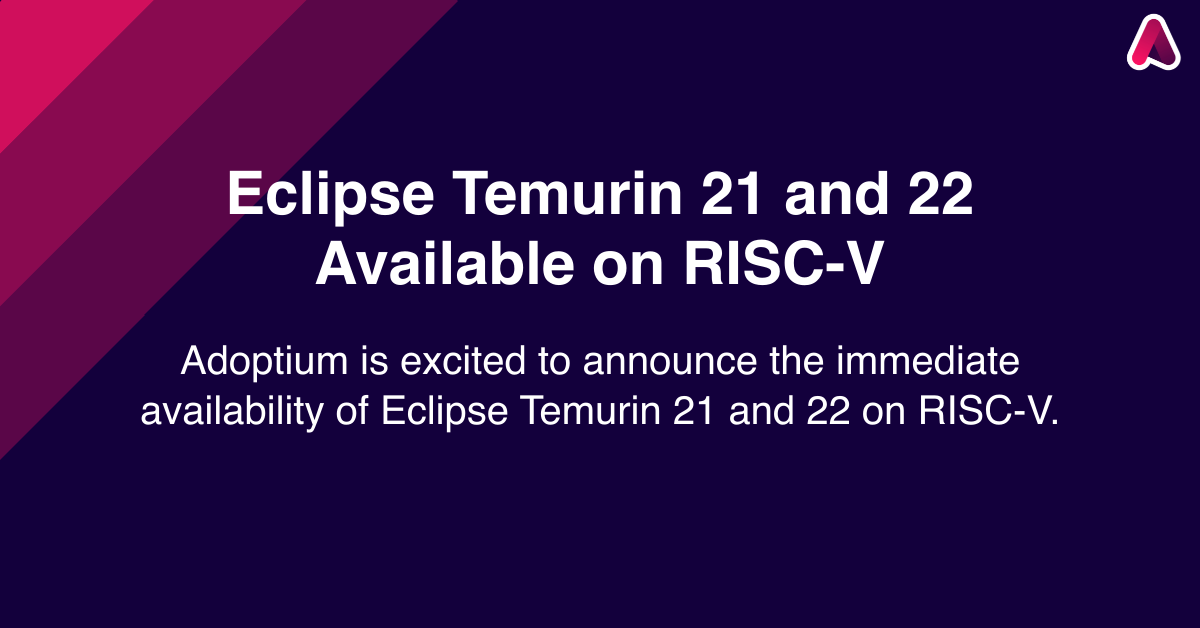 Eclipse Temurin 21 and 22
Available on RISC-V
Adoptium is excited to announce the immediate
availability of Eclipse Temurin 21 and 22 on RISC-V.